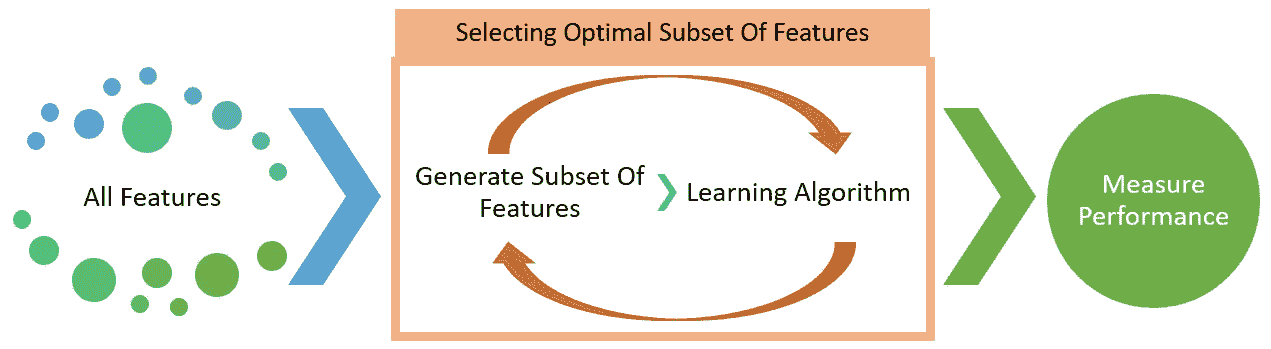 Selecting Optimal Subset Of Features
All Features
Generate Subset Of
Features
Learning Algorithm
Measure
Performance